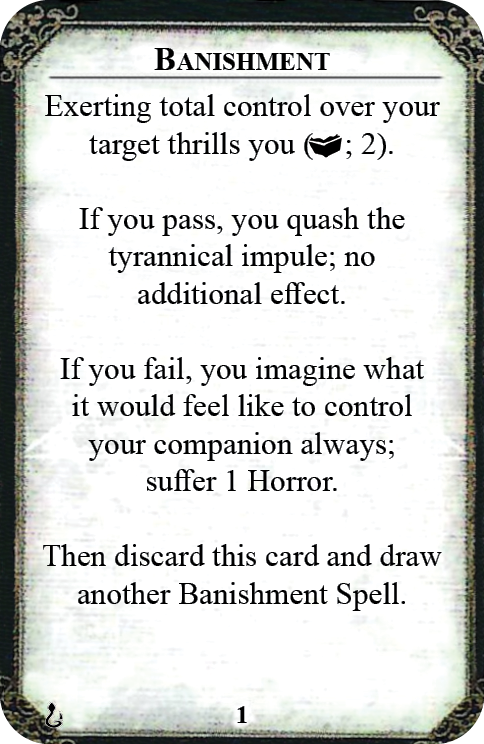 BANISHMENT
Exerting total control over your
target thrills you ( ; 2).
If you pass, you quash the
tyrannical impule; no
additional effect.
If you fail, you imagine what
it would feel like to control
your companion always;
suffer 1 Horror.
Then discard this card and draw
another Banishment Spell.
1